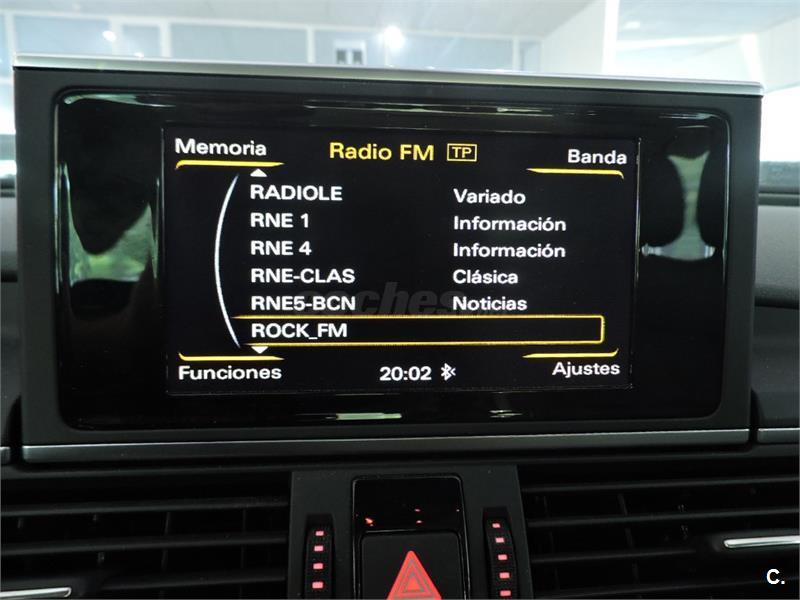 Memoria Radio FM TP Banda
RADIOLE Variado
RNE 1 Información
RNE 4 Información
RNE-CLAS Clásica
RNE5-BCN Noticias
ROCK_FM
Funciones 20:02 Ajustes
C.